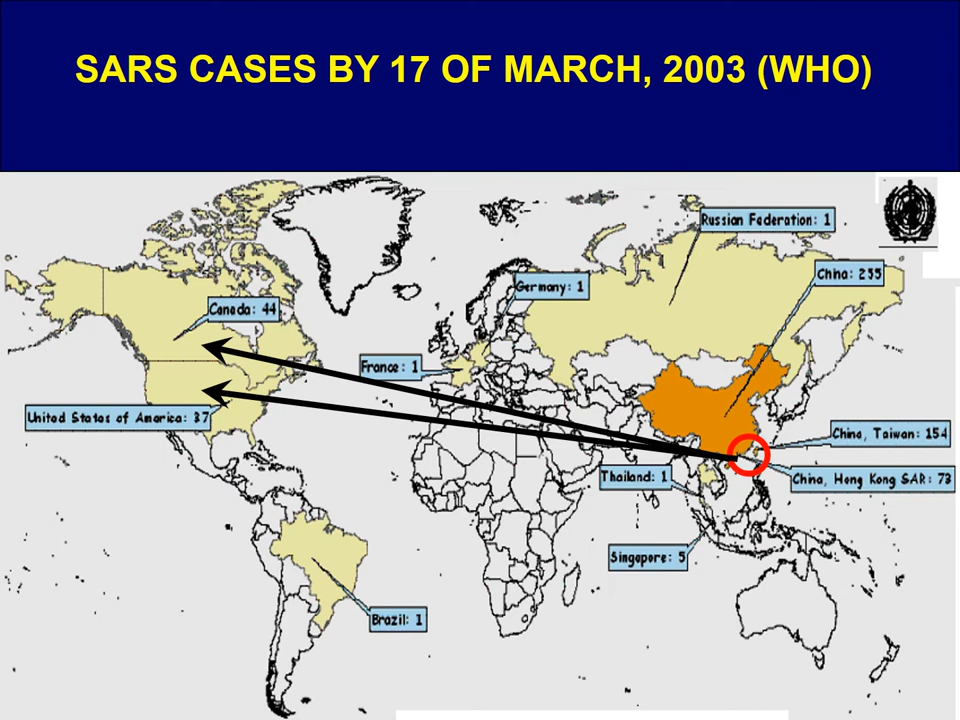 SARS CASES BY 17 OF MARCH, 2003 (WHO)
Russian Federation: 1
China: 235
Germany: 1
Canada: 44
France: 1
United States of America: 37
China, Taiwan: 154
Thailand: 1
China, Hong Kong SAR: 73
Singapore: 5
Brazil: 1